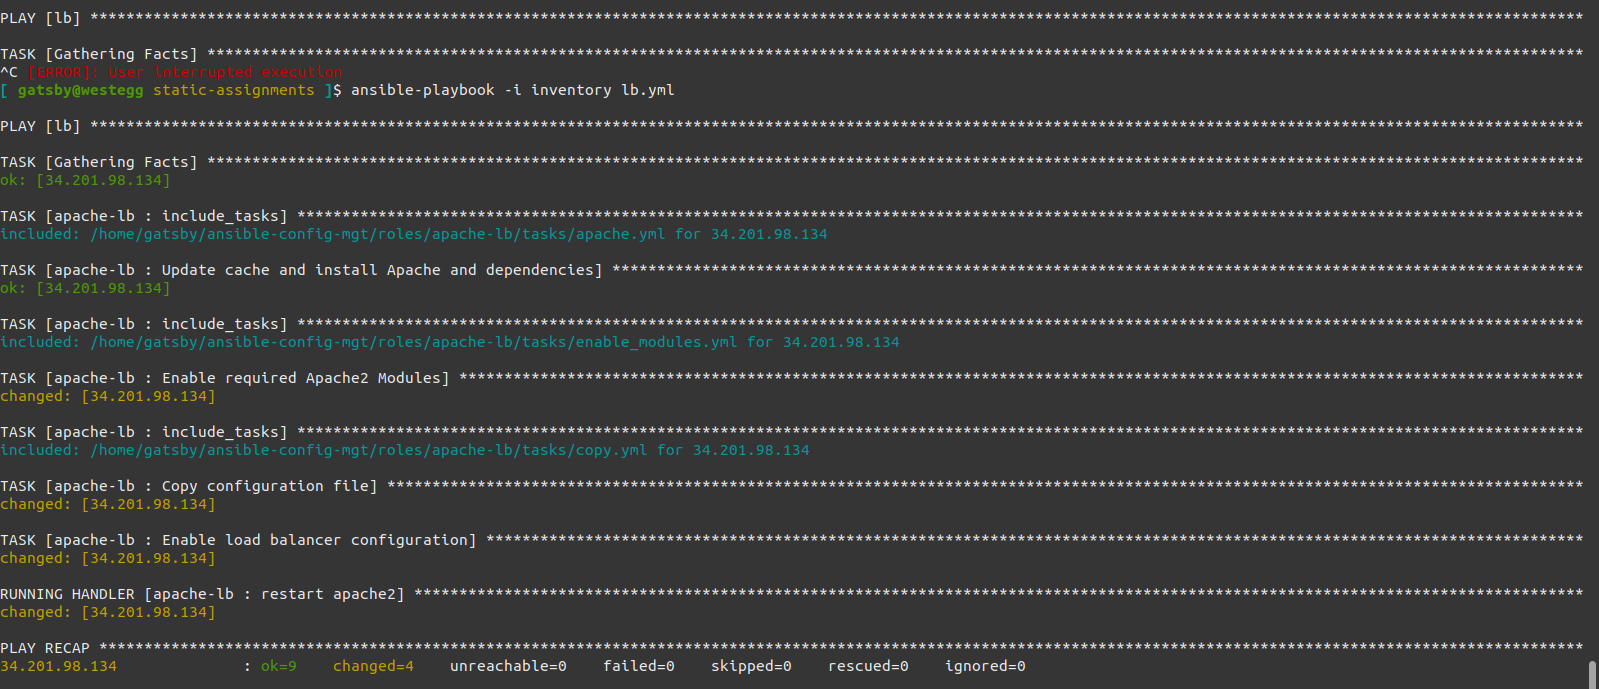 PLAY [lb] **********************************************************************************************************************************************************************
TASK [Gathering Facts] *********************************************************************************************************************************************************
^C [ERROR]: User interrupted execution
[ gatsby@westegg static-assignments ]$ ansible-playbook -i inventory lb.yml
PLAY [lb] **********************************************************************************************************************************************************************
TASK [Gathering Facts] *********************************************************************************************************************************************************
ok: [34.201.98.134]
TASK [apache-lb : include_tasks] ***********************************************************************************************************************************************
included: /home/gatsby/ansible-config-mgt/roles/apache-lb/tasks/apache.yml for 34.201.98.134
TASK [apache-lb : Update cache and install Apache and dependencies] ************************************************************************************************************
ok: [34.201.98.134]
TASK [apache-lb : include_tasks] ***********************************************************************************************************************************************
included: /home/gatsby/ansible-config-mgt/roles/apache-lb/tasks/enable_modules.yml for 34.201.98.134
TASK [apache-lb : Enable required Apache2 Modules] *****************************************************************************************************************************
changed: [34.201.98.134]
TASK [apache-lb : include_tasks] ***********************************************************************************************************************************************
included: /home/gatsby/ansible-config-mgt/roles/apache-lb/tasks/copy.yml for 34.201.98.134
TASK [apache-lb : Copy configuration file] *************************************************************************************************************************************
changed: [34.201.98.134]
TASK [apache-lb : Enable load balancer configuration] **************************************************************************************************************************
changed: [34.201.98.134]
RUNNING HANDLER [apache-lb : restart apache2] **********************************************************************************************************************************
changed: [34.201.98.134]
PLAY RECAP *********************************************************************************************************************************************************************
34.201.98.134              : ok=9    changed=4    unreachable=0    failed=0    skipped=0    rescued=0    ignored=0